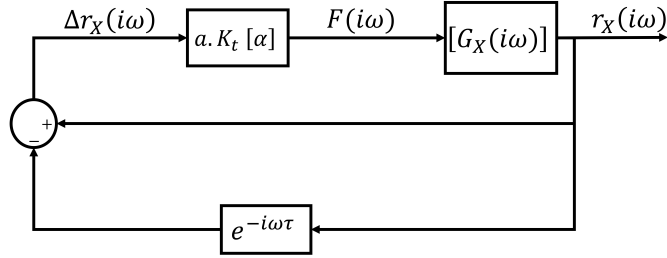 Δr_X(iω)
a.K_t [α]
F(iω)
[G_X(iω)]
r_X(iω)
+
−
e^{−iωτ}